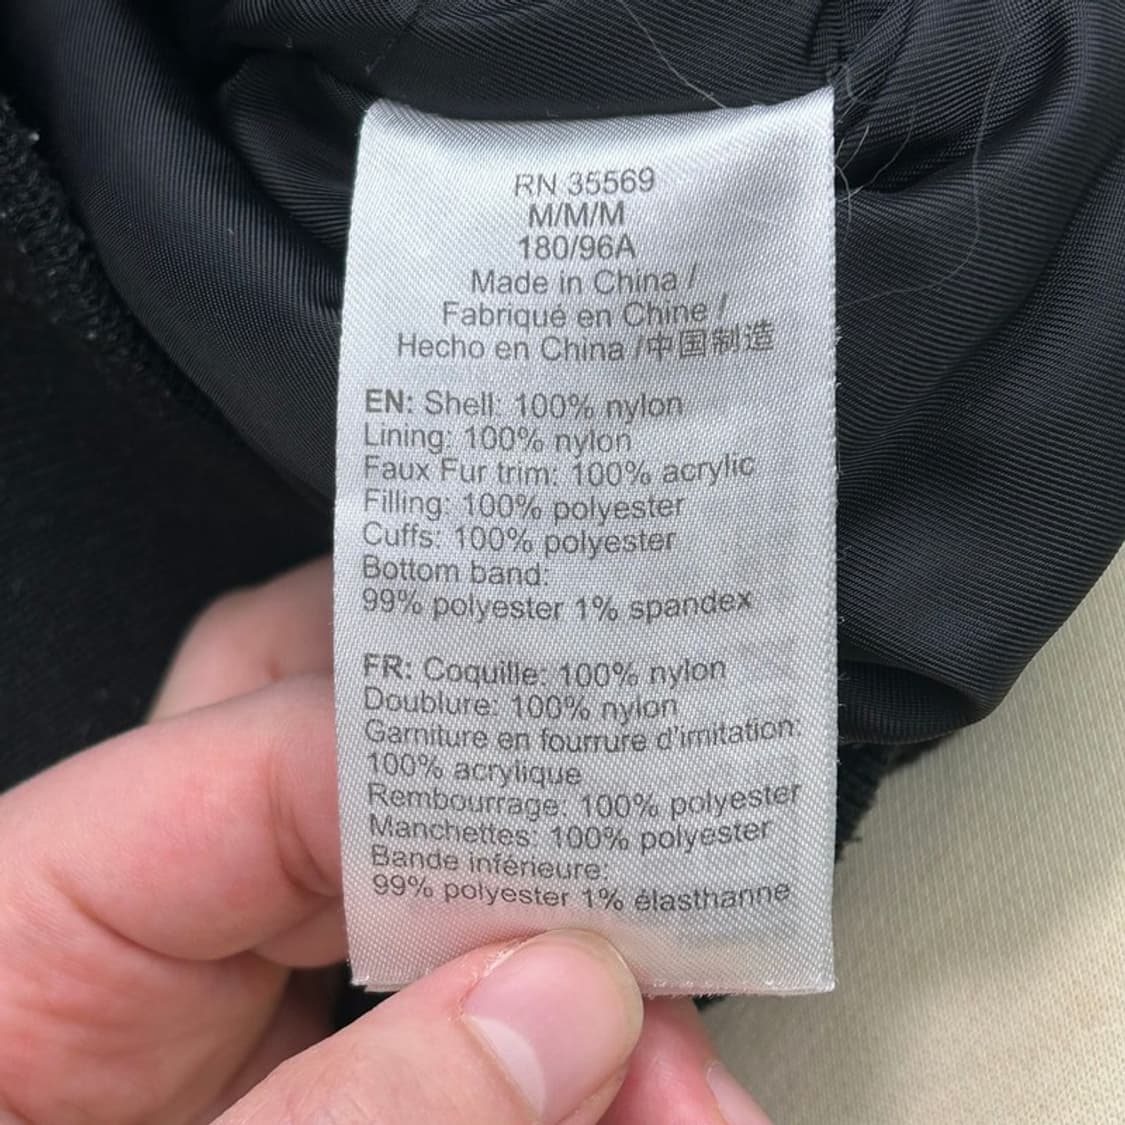 RN 35569
M/M/M
180/96A
Made in China /
Fabriqué en Chine /
Hecho en China /中国制造
EN: Shell: 100% nylon
Lining: 100% nylon
Faux Fur trim: 100% acrylic
Filling: 100% polyester
Cuffs: 100% polyester
Bottom band:
99% polyester 1% spandex
FR: Coquille: 100% nylon
Doublure: 100% nylon
Garniture en fourrure d'imitation:
100% acrylique
Rembourrage: 100% polyester
Manchettes: 100% polyester
Bande inférieure:
99% polyester 1% élasthanne